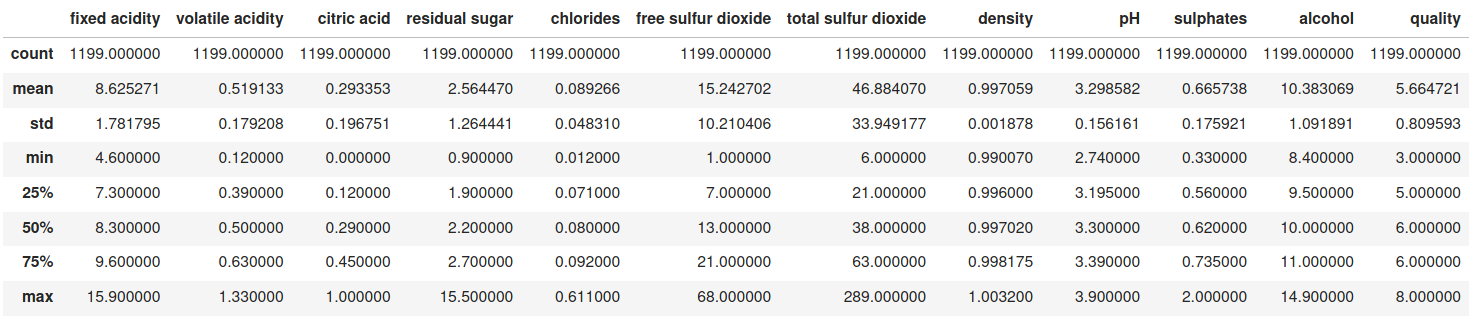 fixed acidity volatile acidity citric acid residual sugar chlorides free sulfur dioxide total sulfur dioxide density pH sulphates alcohol quality
count 1199.000000 1199.000000 1199.000000 1199.000000 1199.000000 1199.000000 1199.000000 1199.000000 1199.000000 1199.000000 1199.000000 1199.000000
mean 8.625271 0.519133 0.293353 2.564470 0.089266 15.242702 46.884070 0.997059 3.298582 0.665738 10.383069 5.664721
std 1.781795 0.179208 0.196751 1.264441 0.048310 10.210406 33.949177 0.001878 0.156161 0.175921 1.091891 0.809593
min 4.600000 0.120000 0.000000 0.900000 0.012000 1.000000 6.000000 0.990070 2.740000 0.330000 8.400000 3.000000
25% 7.300000 0.390000 0.120000 1.900000 0.071000 7.000000 21.000000 0.996000 3.195000 0.560000 9.500000 5.000000
50% 8.300000 0.500000 0.290000 2.200000 0.080000 13.000000 38.000000 0.997020 3.300000 0.620000 10.000000 6.000000
75% 9.600000 0.630000 0.450000 2.700000 0.092000 21.000000 63.000000 0.998175 3.390000 0.735000 11.000000 6.000000
max 15.900000 1.330000 1.000000 15.500000 0.611000 68.000000 289.000000 1.003200 3.900000 2.000000 14.900000 8.000000